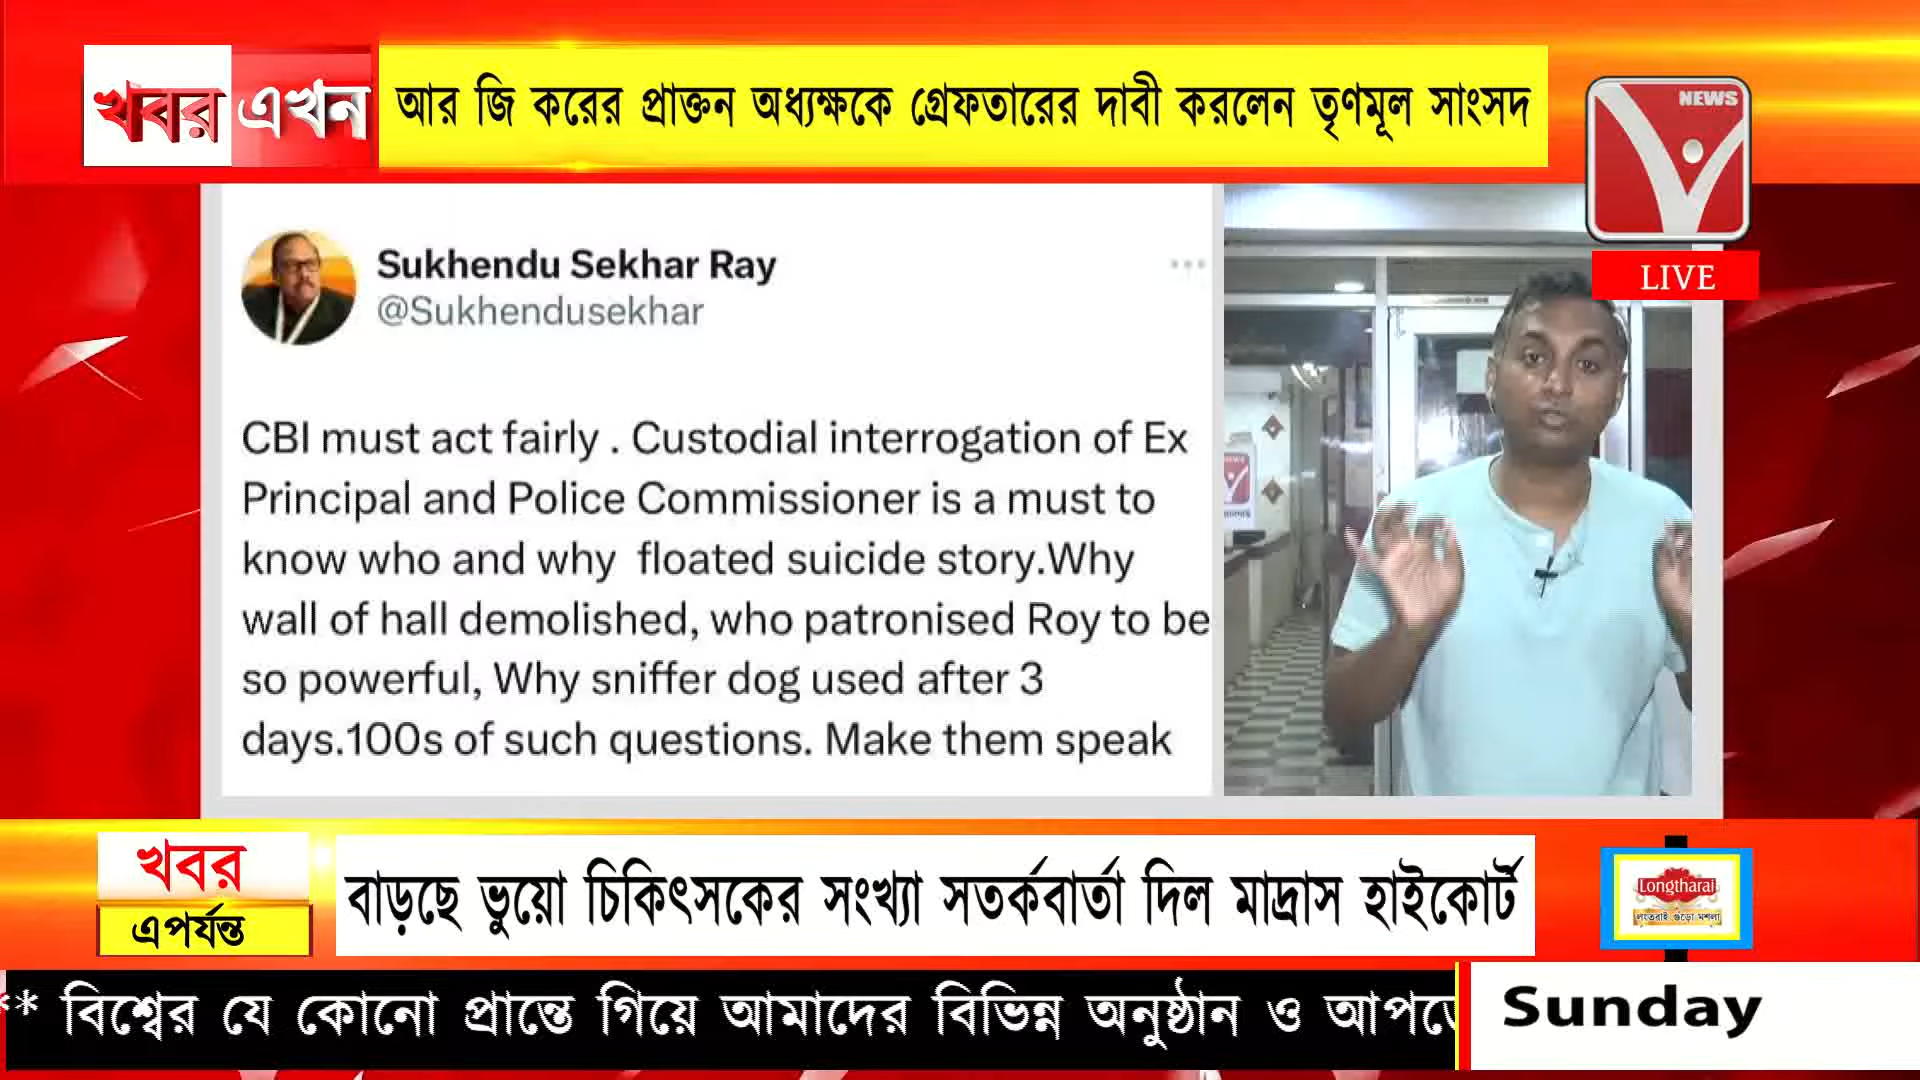 খবর এখন
আর জি করের প্রাক্তন অধ্যক্ষকে গ্রেফতারের দাবী করলেন তৃণমূল সাংসদ
NEWS
LIVE
Sukhendu Sekhar Ray
@Sukhendusekhar
CBI must act fairly . Custodial interrogation of Ex
Principal and Police Commissioner is a must to
know who and why floated suicide story.Why
wall of hall demolished, who patronised Roy to be
so powerful, Why sniffer dog used after 3
days.100s of such questions. Make them speak
NEWS
খবর
এপর্যন্ত
বাড়ছে ভুয়ো চিকিৎসকের সংখ্যা সতর্কবার্তা দিল মাদ্রাস হাইকোর্ট
Longtharai
লংতরাই গুঁড়ো মশলা
** বিশ্বের যে কোনো প্রান্তে গিয়ে আমাদের বিভিন্ন অনুষ্ঠান ও
Sunday